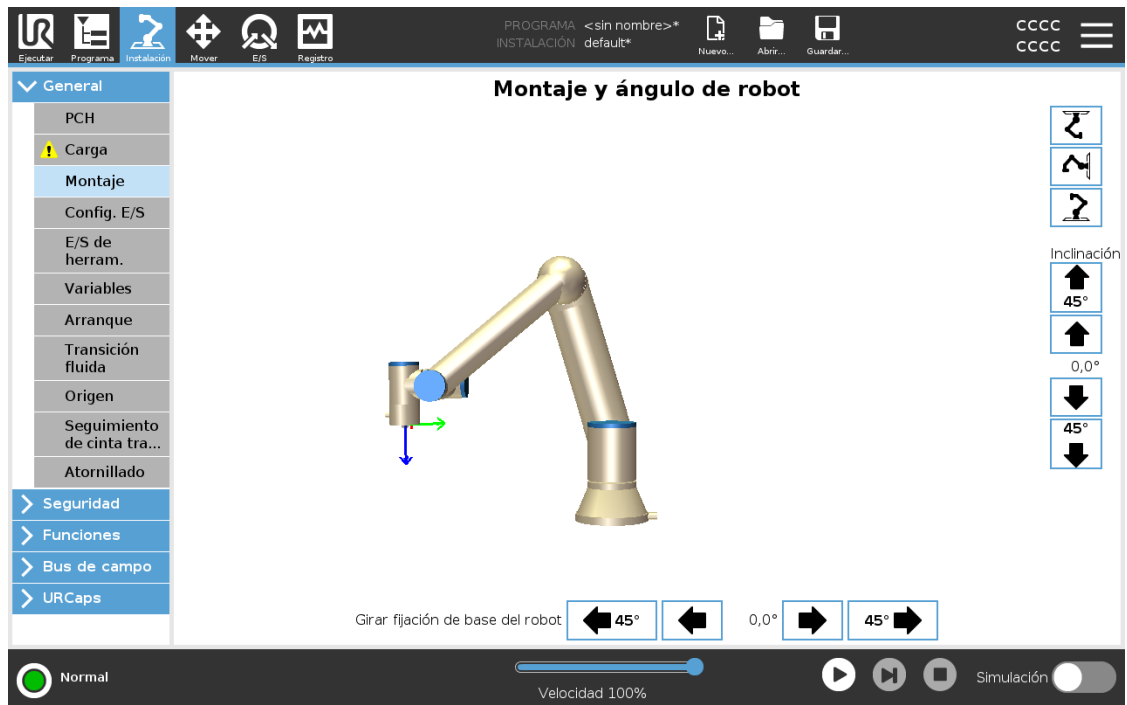 UR
PROGRAMA <sin nombre>*
INSTALACIÓN default*
Ejecutar
Programa
Instalación
Mover
E/S
Registro
Nuevo...
Abrir...
Guardar...
CCCC
CCCC
General
PCH
Carga
Montaje
Config. E/S
E/S de
herram.
Variables
Arranque
Transición
fluida
Origen
Seguimiento
de cinta tra...
Atornillado
Seguridad
Funciones
Bus de campo
URCaps
Montaje y ángulo de robot
Inclinación
45°
0,0°
45°
Girar fijación de base del robot 45° 0,0° 45°
Normal
Velocidad 100%
Simulación